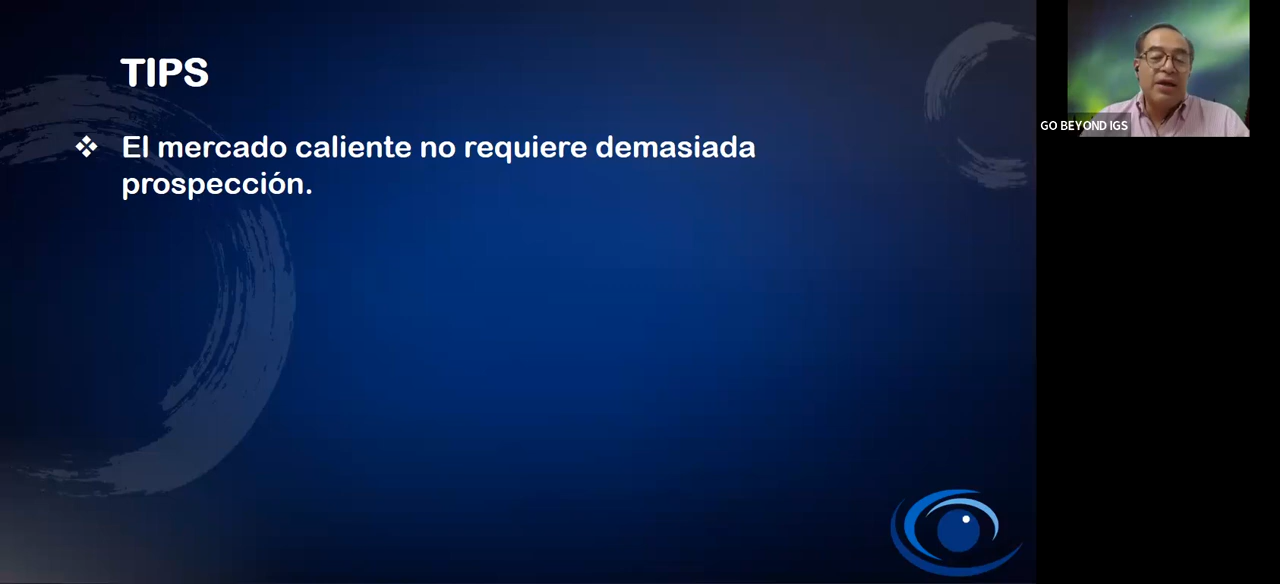 TIPS
❖ El mercado caliente no requiere demasiada
prospección.
GO BEYOND IGS